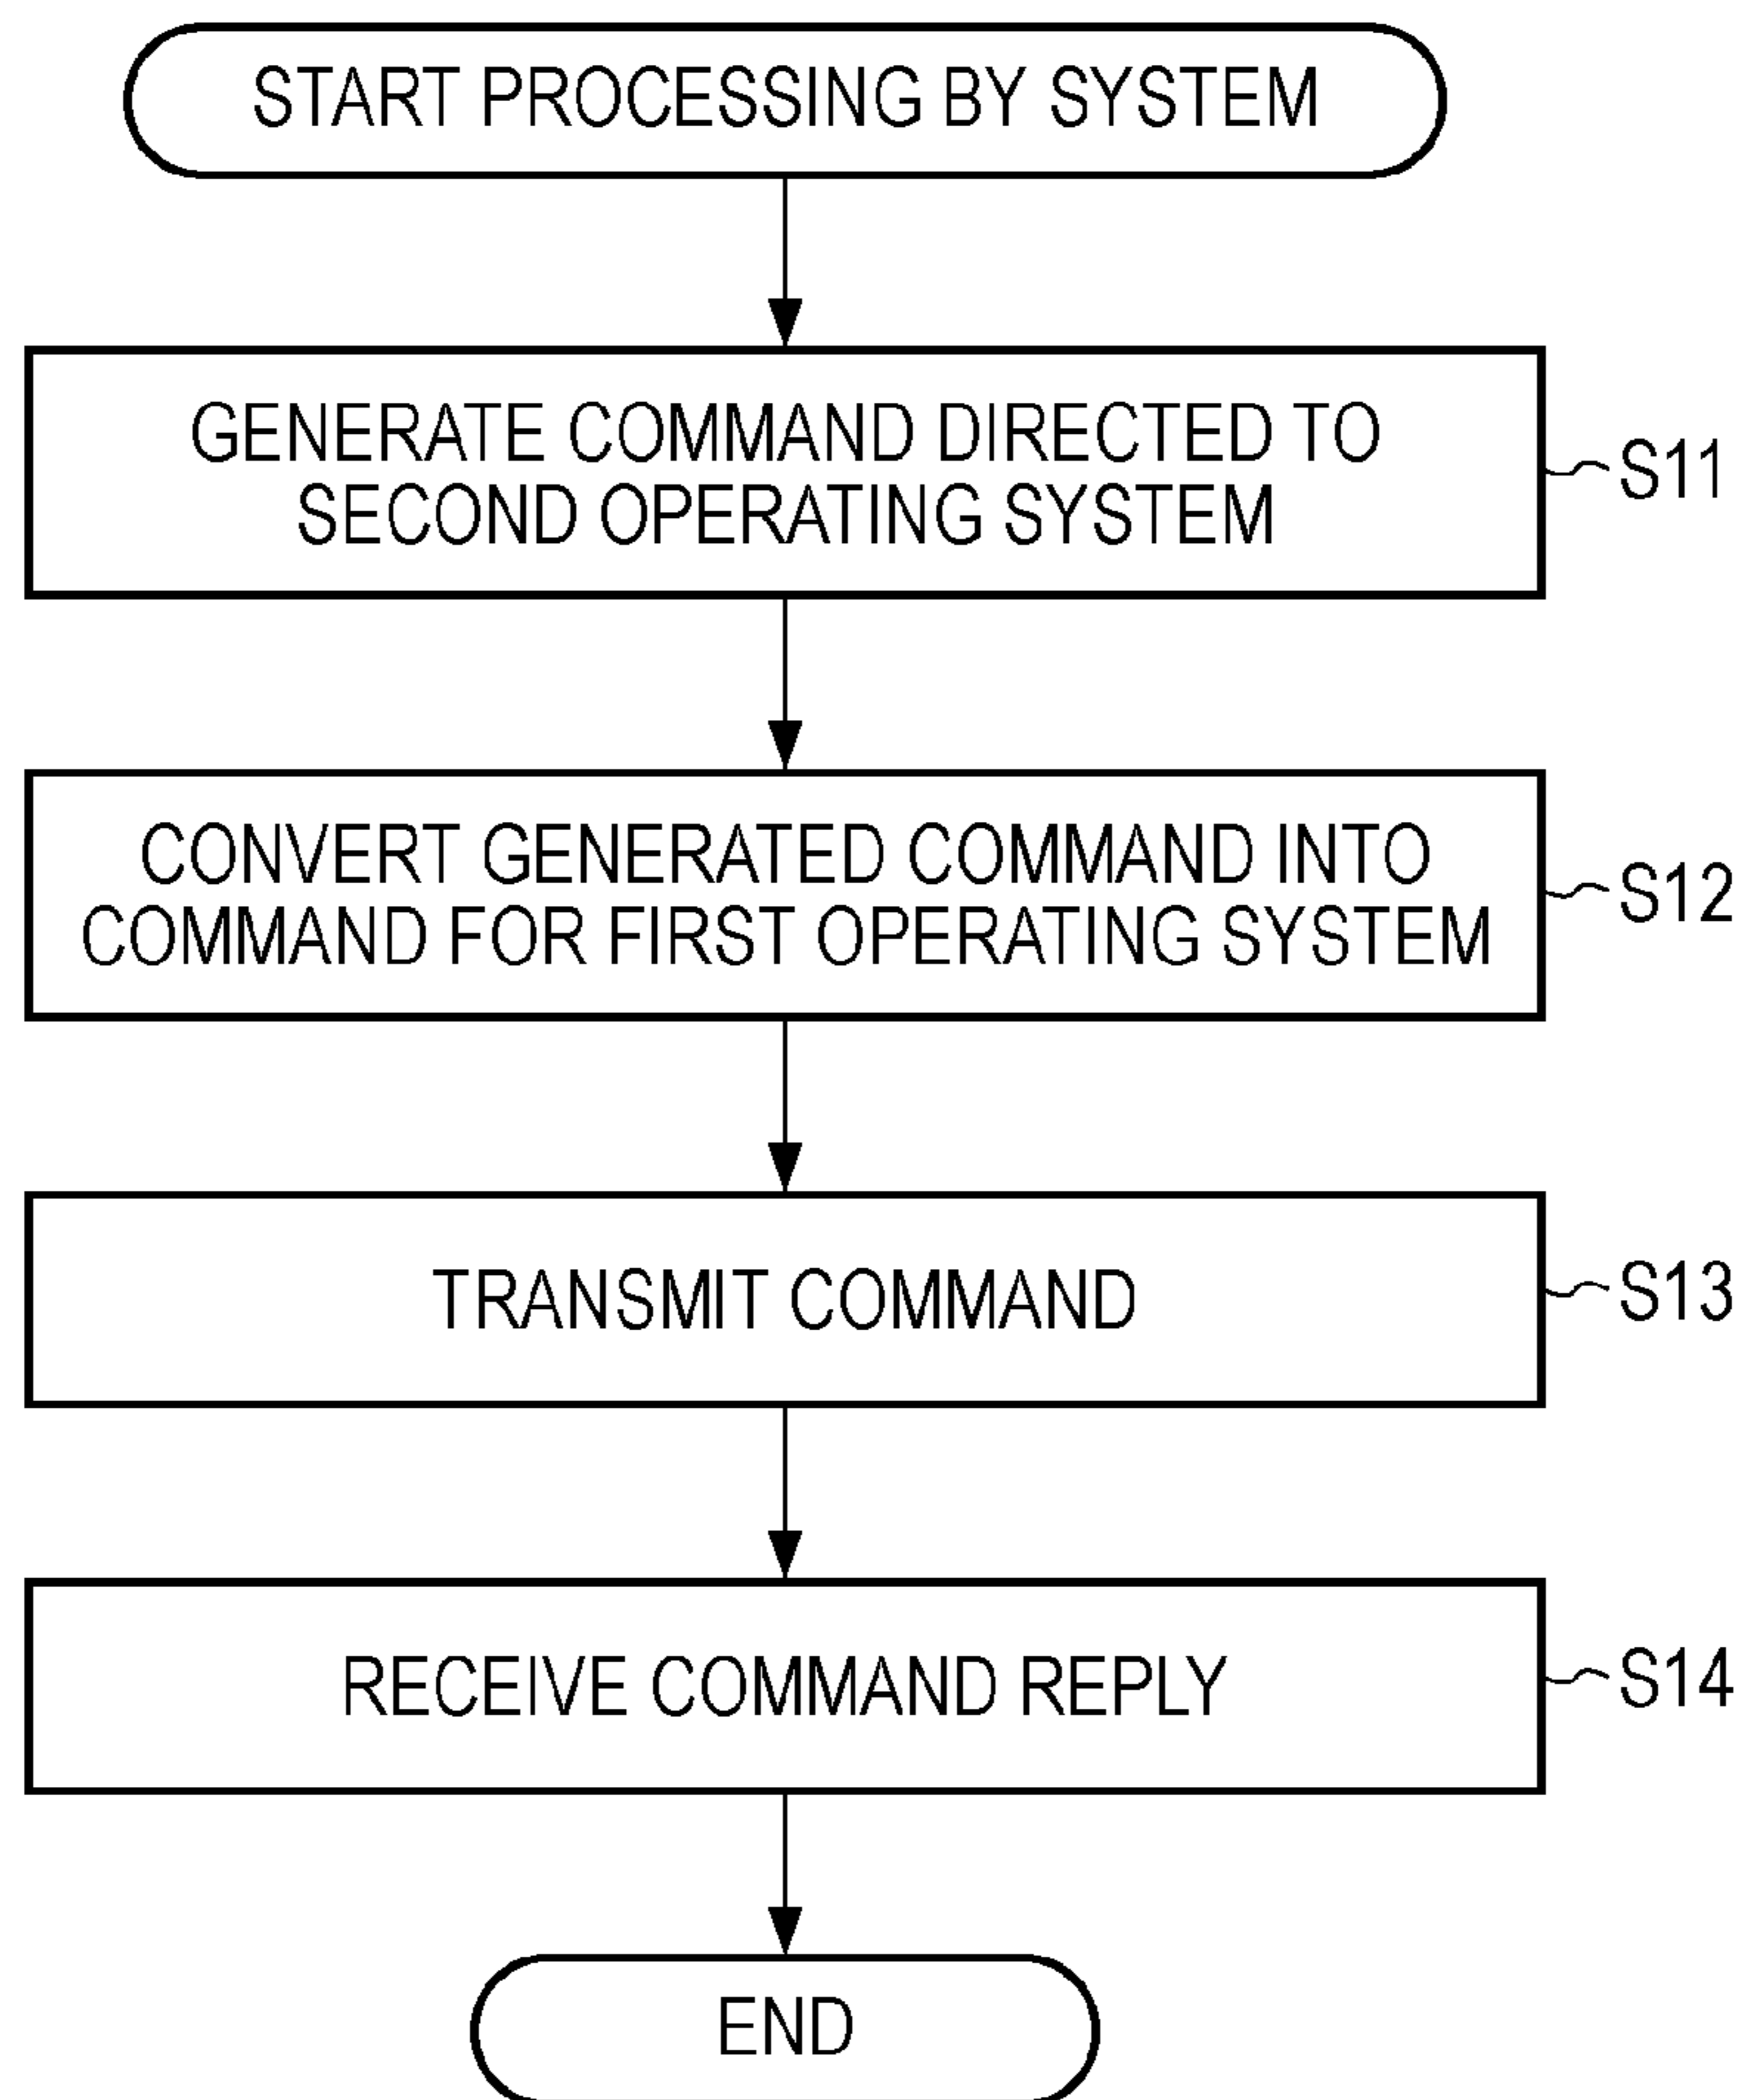 START PROCESSING BY SYSTEM
GENERATE COMMAND DIRECTED TO
SECOND OPERATING SYSTEM
S11
CONVERT GENERATED COMMAND INTO
COMMAND FOR FIRST OPERATING SYSTEM
S12
TRANSMIT COMMAND
S13
RECEIVE COMMAND REPLY
S14
END